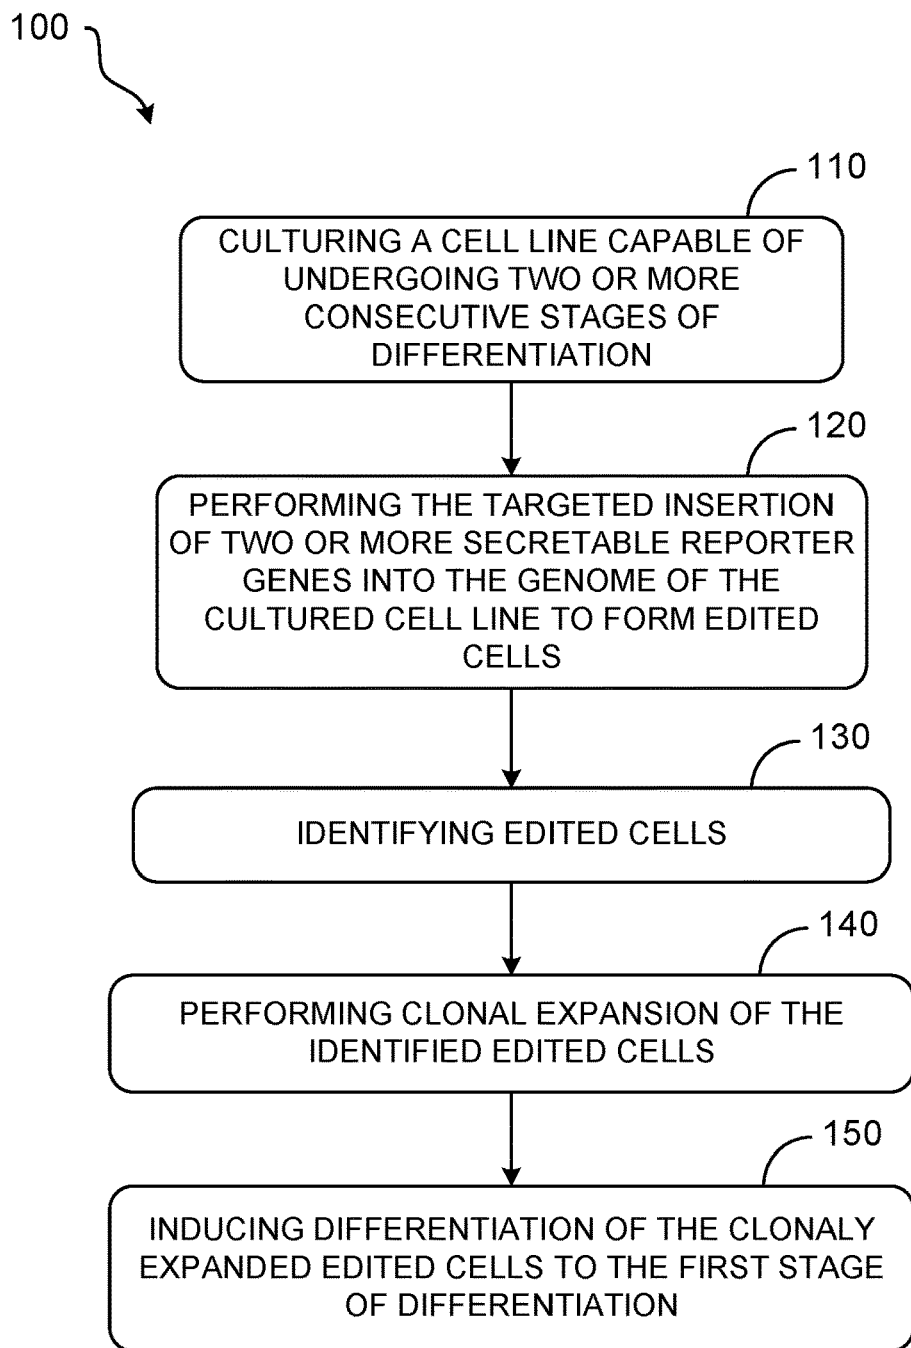 100
110
CULTURING A CELL LINE CAPABLE OF
UNDERGOING TWO OR MORE
CONSECUTIVE STAGES OF
DIFFERENTIATION
120
PERFORMING THE TARGETED INSERTION
OF TWO OR MORE SECRETABLE REPORTER
GENES INTO THE GENOME OF THE
CULTURED CELL LINE TO FORM EDITED
CELLS
130
IDENTIFYING EDITED CELLS
140
PERFORMING CLONAL EXPANSION OF THE
IDENTIFIED EDITED CELLS
150
INDUCING DIFFERENTIATION OF THE CLONALY
EXPANDED EDITED CELLS TO THE FIRST STAGE
OF DIFFERENTIATION